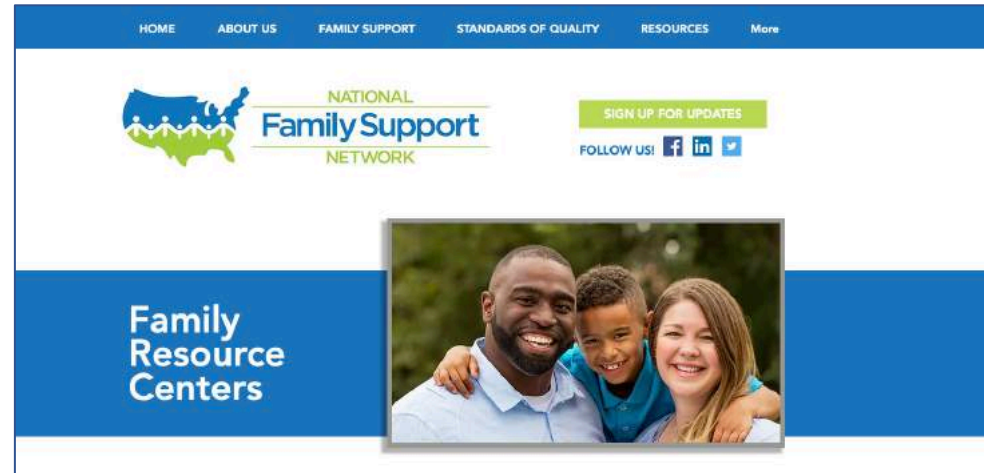 HOME ABOUT US FAMILY SUPPORT STANDARDS OF QUALITY RESOURCES More
NATIONAL
Family Support
NETWORK
SIGN UP FOR UPDATES
FOLLOW US! f in
Family
Resource
Centers